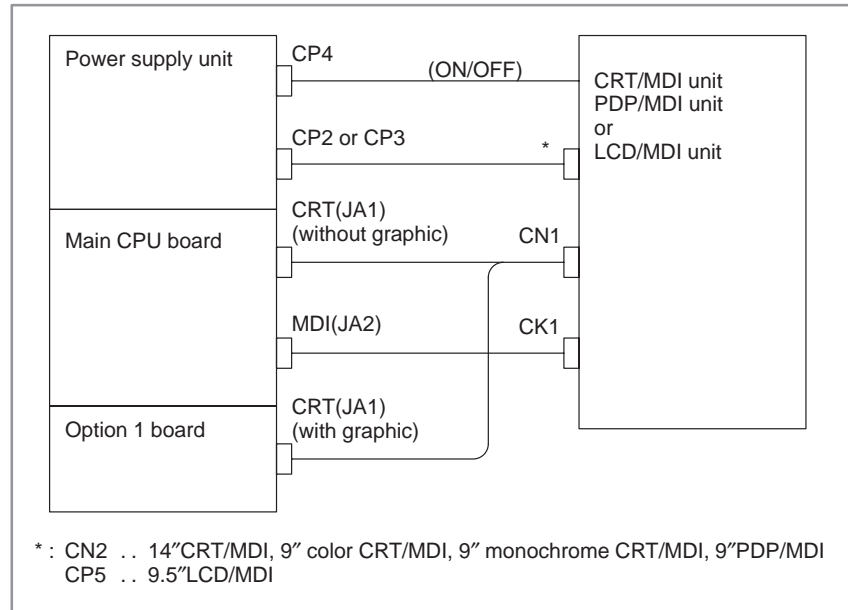 Power supply unit
CP4
(ON/OFF)
CRT/MDI unit
PDP/MDI unit
or
LCD/MDI unit
CP2 or CP3
*
Main CPU board
CRT(JA1)
(without graphic)
CN1
MDI(JA2)
CK1
Option 1 board
CRT(JA1)
(with graphic)
* : CN2 . . 14″CRT/MDI, 9″ color CRT/MDI, 9″ monochrome CRT/MDI, 9″PDP/MDI
CP5 . . 9.5″LCD/MDI